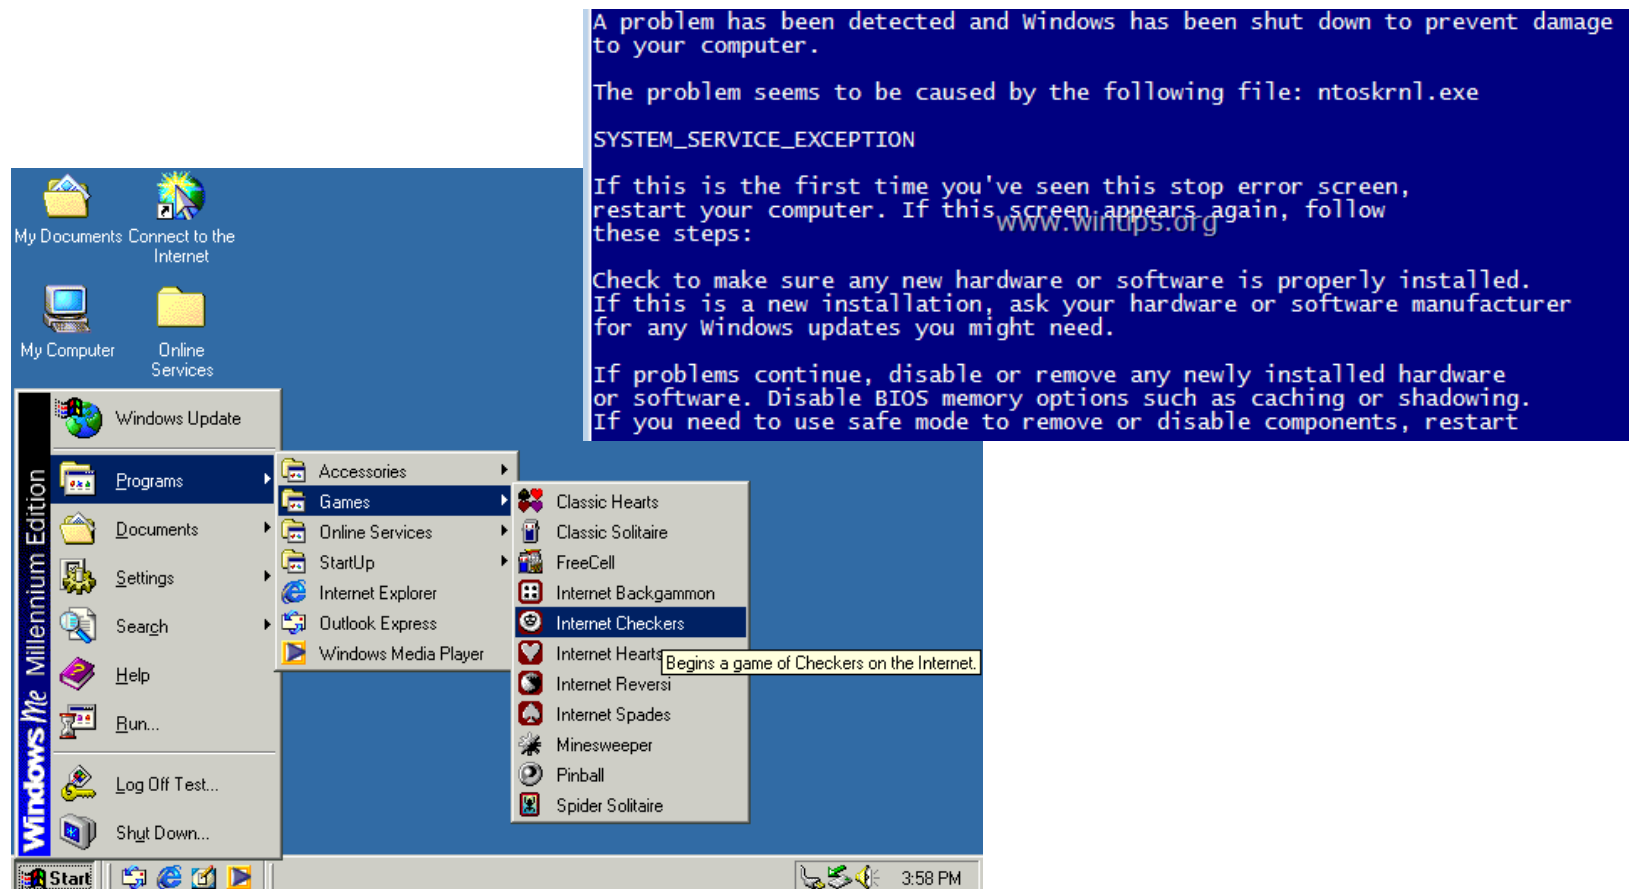 A problem has been detected and Windows has been shut down to prevent damage
to your computer.
The problem seems to be caused by the following file: ntoskrnl.exe
SYSTEM_SERVICE_EXCEPTION
If this is the first time you've seen this stop error screen,
restart your computer. If this screen appears again, follow
www.wintips.org
these steps:
Check to make sure any new hardware or software is properly installed.
If this is a new installation, ask your hardware or software manufacturer
for any Windows updates you might need.
If problems continue, disable or remove any newly installed hardware
or software. Disable BIOS memory options such as caching or shadowing.
If you need to use safe mode to remove or disable components, restart
My Documents
Connect to the
Internet
My Computer
Online
Services
Windows Me Millennium Edition
Windows Update
Programs
Documents
Settings
Search
Help
Run...
Log Off Test...
Shut Down...
Accessories
Games
Online Services
StartUp
Internet Explorer
Outlook Express
Windows Media Player
Classic Hearts
Classic Solitaire
FreeCell
Internet Backgammon
Internet Checkers
Internet Hearts
Begins a game of Checkers on the Internet.
Internet Reversi
Internet Spades
Minesweeper
Pinball
Spider Solitaire
Start
3:58 PM